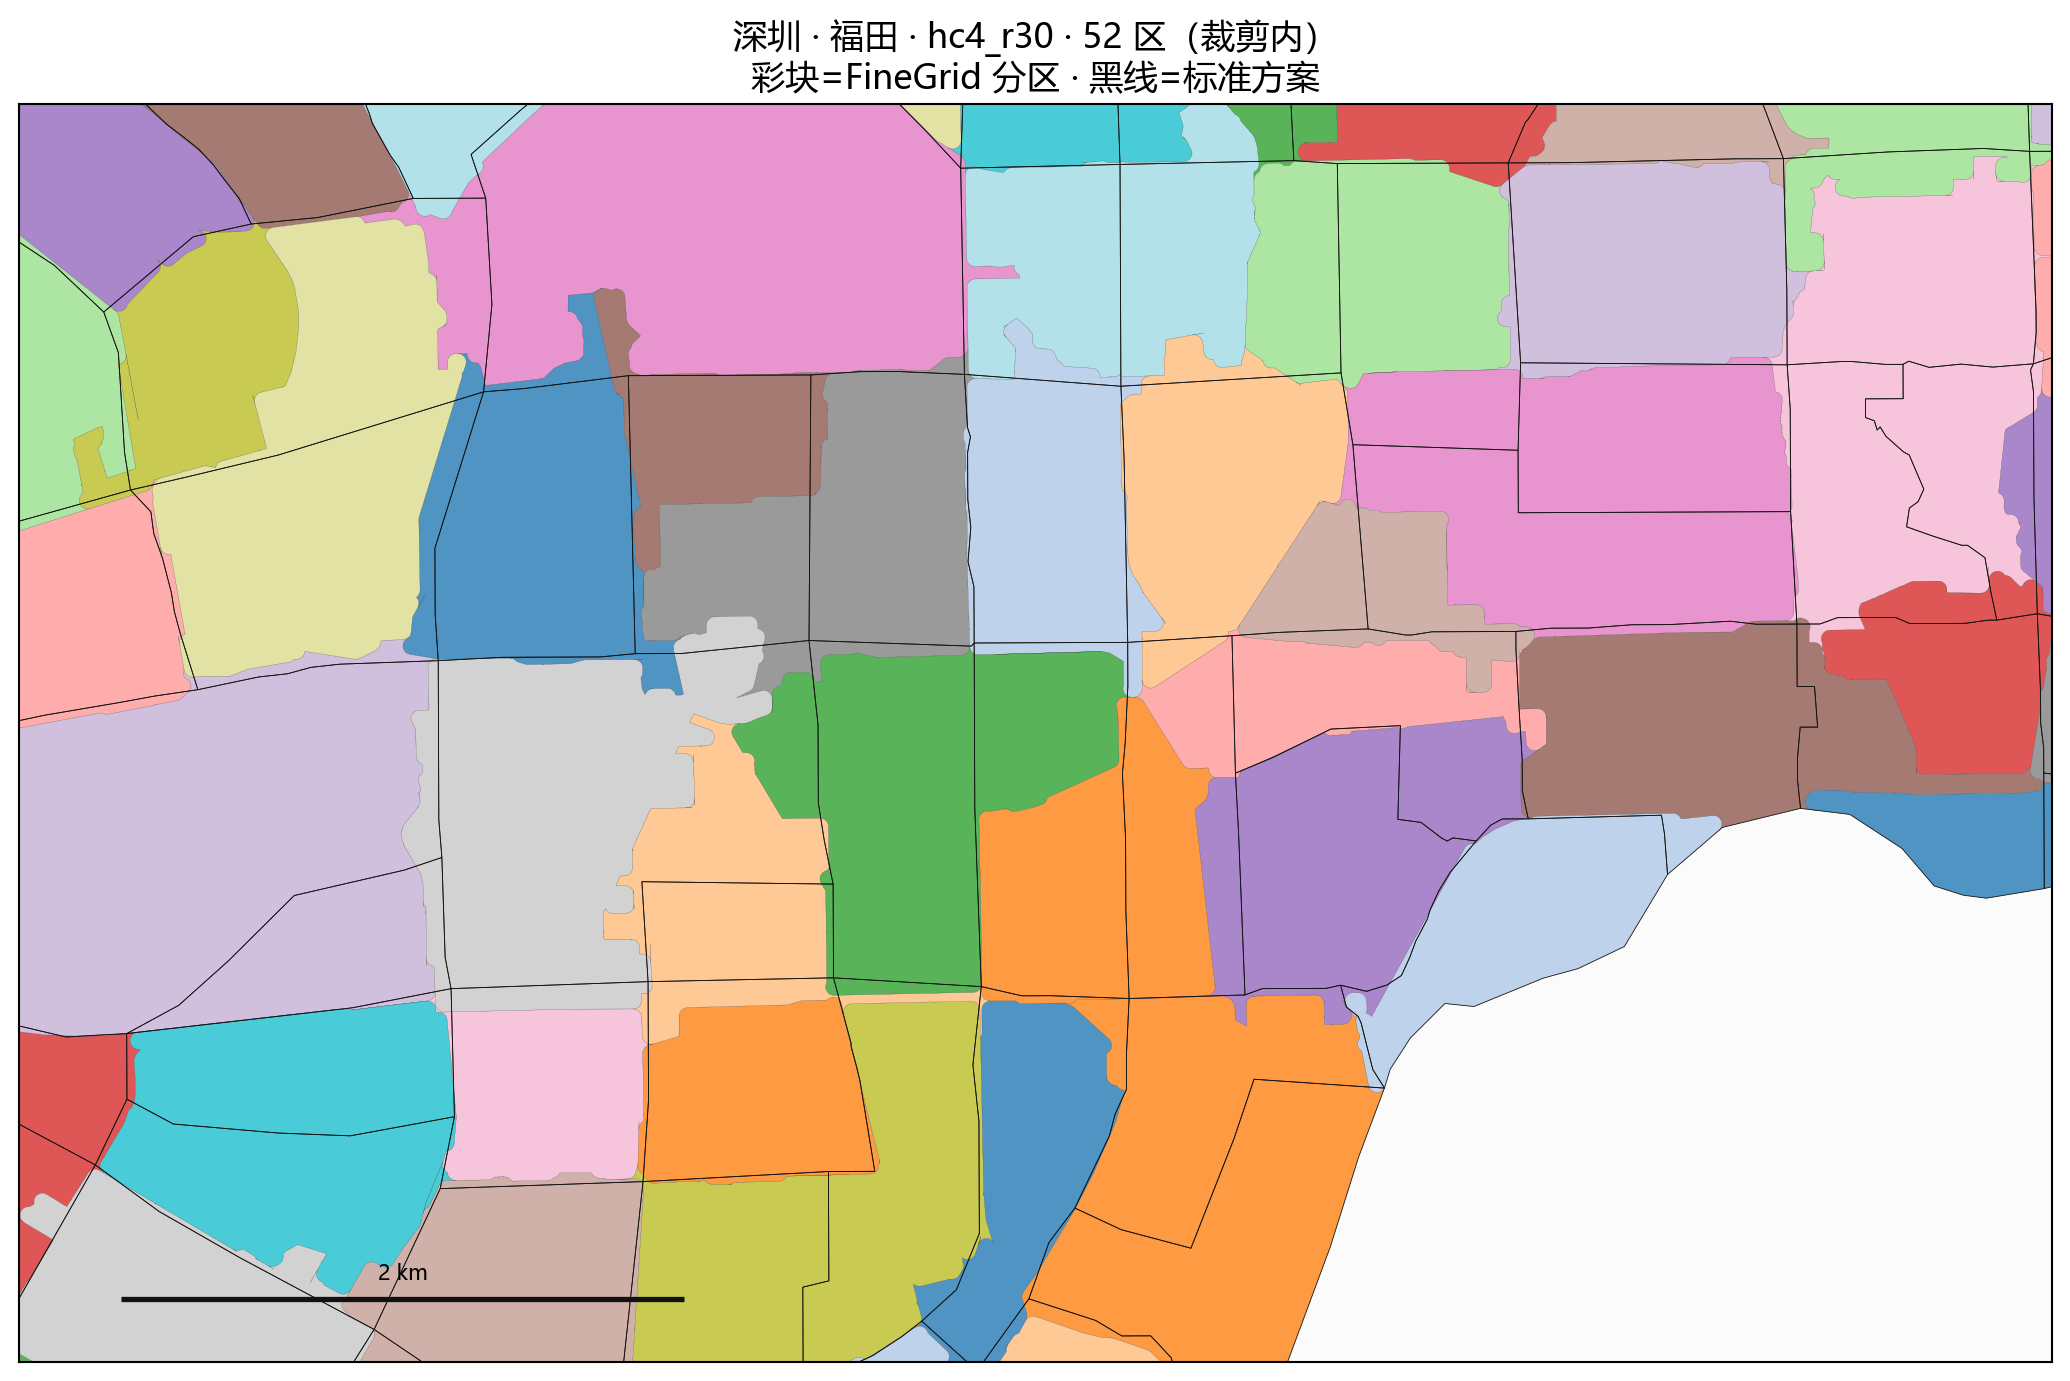 深圳 · 福田 · hc4_r30 · 52 区（裁剪内）
彩块=FineGrid 分区 · 黑线=标准方案
2 km